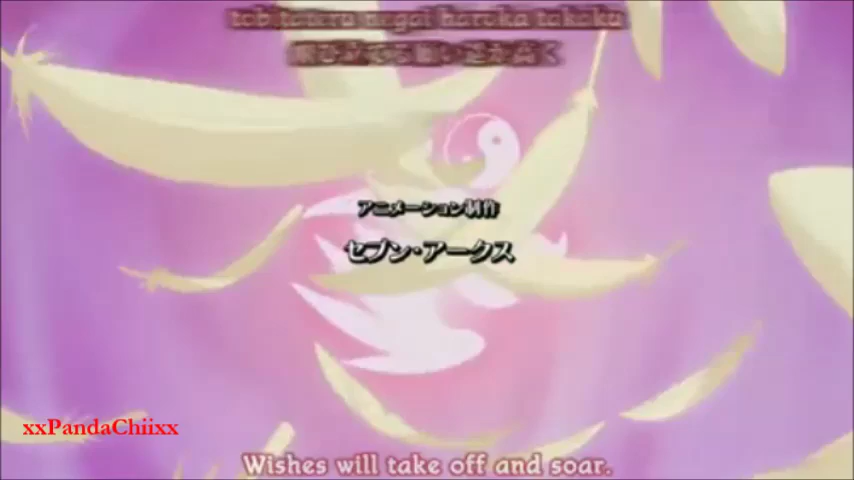 tobitateru negai haruka takaku
飛びたてる願い遥か高く
アニメーション制作
セブン・アークス
xxPandaChiixx
Wishes will take off and soar.